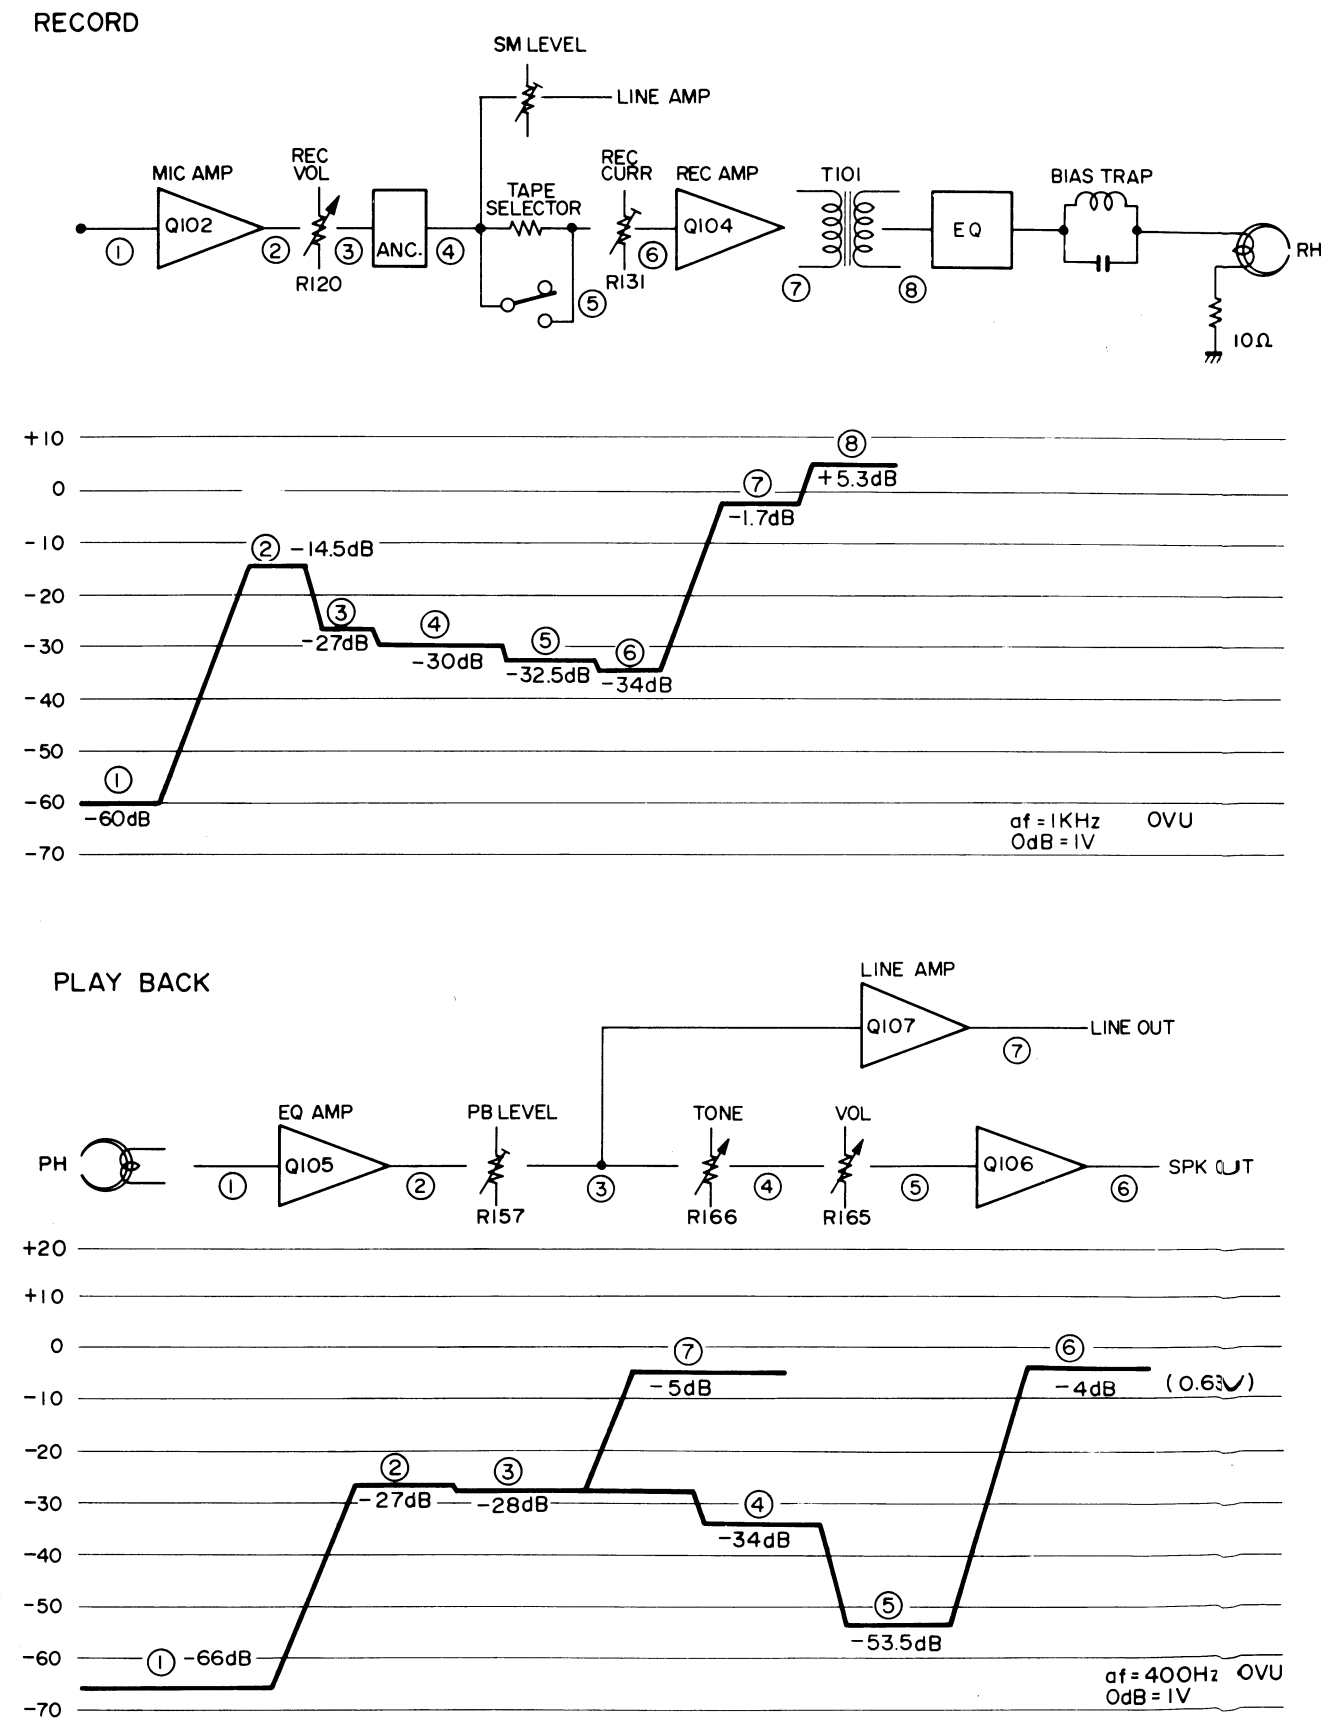 RECORD
SM LEVEL
LINE AMP
MIC AMP
REC
VOL
TAPE
SELECTOR
REC
CURR
REC AMP
T101
BIAS TRAP
Q102
ANC.
Q104
EQ
RH
① ② ③ ④ ⑤ ⑥ ⑦ ⑧
R120
R131
10Ω
+10
0
-10
-20
-30
-40
-50
-60
-70
⑧
+5.3dB
⑦
-1.7dB
② -14.5dB
③
-27dB
④
-30dB
⑤
-32.5dB
⑥
-34dB
①
-60dB
af = 1KHz 0VU
0dB = 1V
PLAY BACK
LINE AMP
Q107
LINE OUT
⑦
EQ AMP
PB LEVEL
TONE
VOL
PH
Q105
Q106
SPK OUT
① ② ③ ④ ⑤ ⑥
R157
R166
R165
+20
+10
0
-10
-20
-30
-40
-50
-60
-70
⑦
-5dB
⑥
-4dB (0.63V)
②
-27dB
③
-28dB
④
-34dB
⑤
-53.5dB
① -66dB
af = 400Hz 0VU
0dB = 1V